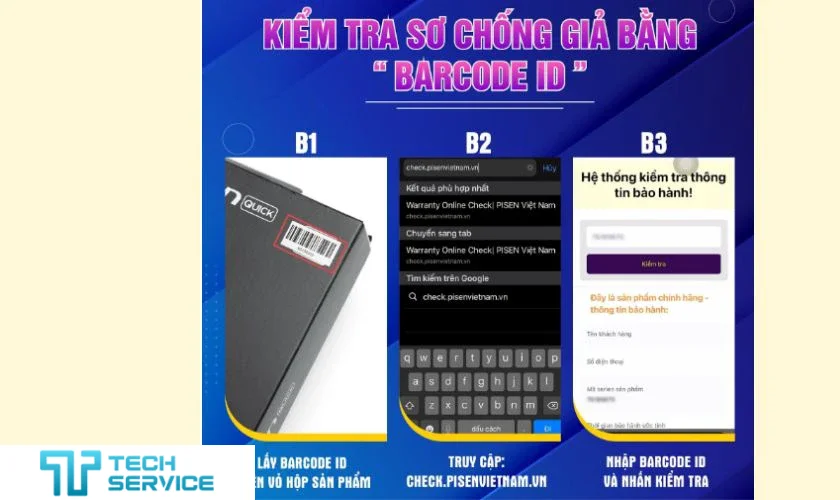 KIỂM TRA SƠ CHỐNG GIẢ BẰNG
“ BARCODE ID ”
B1
QUICK
LẤY BARCODE ID
VỎ HỘP SẢN PHẨM
B2
check.pisenvietnam.vn
Hủy
Kết quả phù hợp nhất
Warranty Online Check| PISEN Việt Nam
check.pisenvietnam.vn
Chuyển sang tab
Warranty Online Check| PISEN Việt Nam
check.pisenvietnam.vn
Tìm kiếm trên Google
check.pisenvietnam.vn
q w e r t y u i o p
a s d f g h j k l
z x c v b n m
dấu cách
.
Đi
TRUY CẬP:
CHECK.PISENVIETNAM.VN
B3
Hệ thống kiểm tra thông
tin bảo hành!
Kiểm tra
Đây là sản phẩm chính hãng -
thông tin bảo hành:
Tên khách hàng
Số điện thoại
Mã series sản phẩm
Thời gian bảo hành ước tính
NHẬP BARCODE ID
VÀ NHẤN KIỂM TRA
TECH
SERVICE